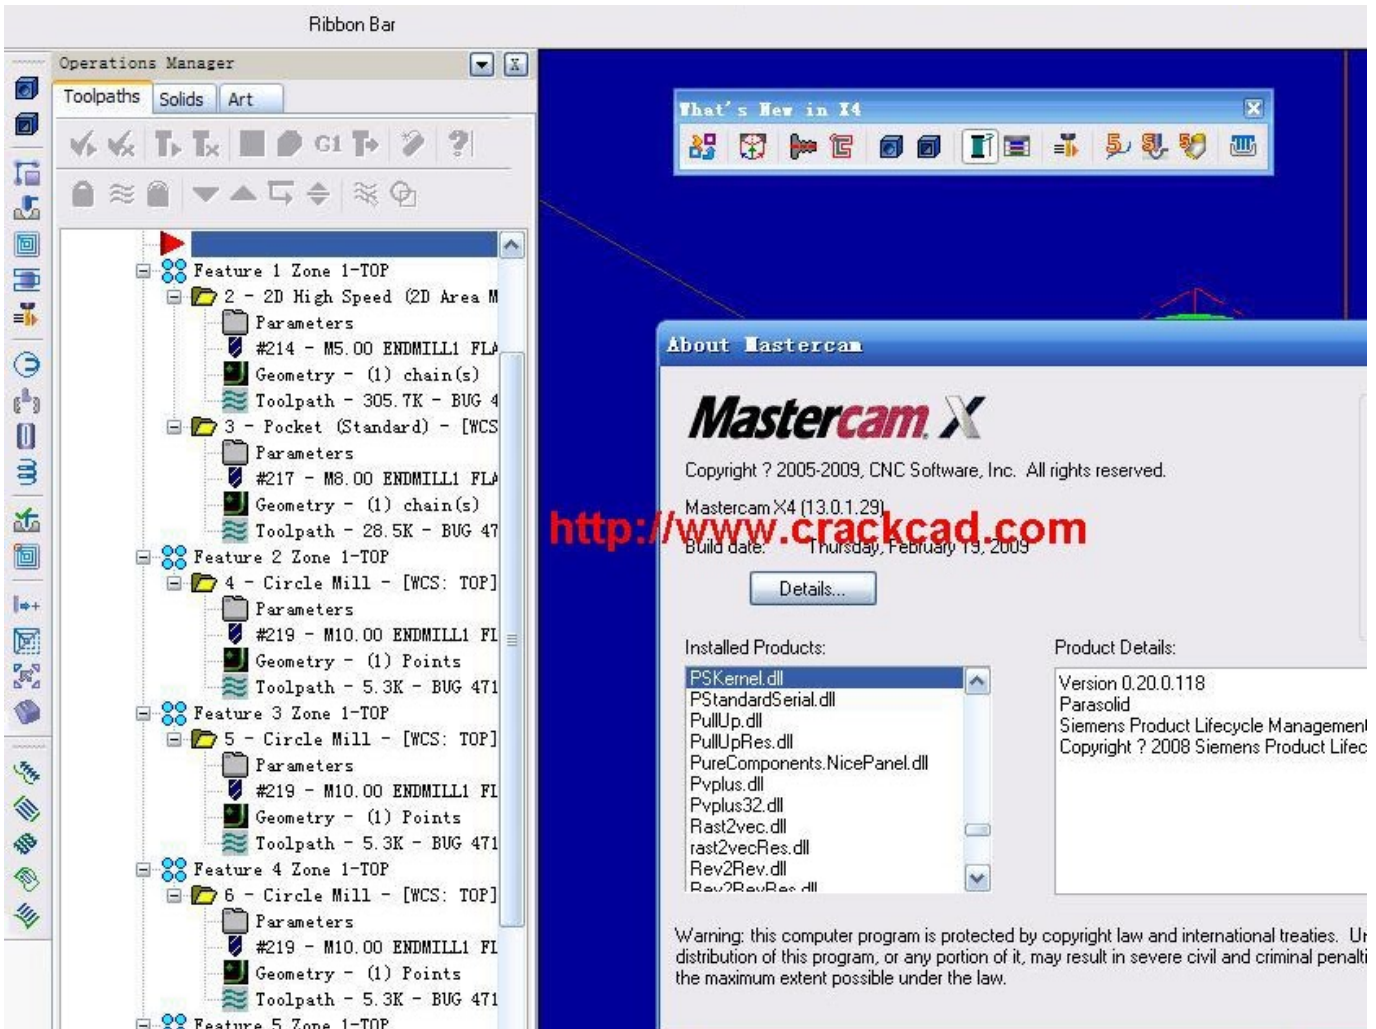 Ribbon Bar
Operations Manager
Toolpaths Solids Art
G1
Feature 1 Zone 1-TOP
2 - 2D High Speed (2D Area M
Parameters
#214 - M5.00 ENDMILL1 FLA
Geometry - (1) chain(s)
Toolpath - 305.7K - BUG 4
3 - Pocket (Standard) - [WCS
Parameters
#217 - M8.00 ENDMILL1 FLA
Geometry - (1) chain(s)
Toolpath - 28.5K - BUG 47
Feature 2 Zone 1-TOP
4 - Circle Mill - [WCS: TOP]
Parameters
#219 - M10.00 ENDMILL1 FL
Geometry - (1) Points
Toolpath - 5.3K - BUG 471
Feature 3 Zone 1-TOP
5 - Circle Mill - [WCS: TOP]
Parameters
#219 - M10.00 ENDMILL1 FI
Geometry - (1) Points
Toolpath - 5.3K - BUG 471
Feature 4 Zone 1-TOP
6 - Circle Mill - [WCS: TOP]
Parameters
#219 - M10.00 ENDMILL1 FI
Geometry - (1) Points
Toolpath - 5.3K - BUG 471
Feature 5 Zone 1-TOP
What's New in X4
About Mastercam
Mastercam X
Copyright ? 2005-2009, CNC Software, Inc. All rights reserved.
Mastercam X4 (13.0.1.29)
http://www.crackcad.com
Build date: Thursday, February 19, 2009
Details...
Installed Products:
PSKernel.dll
PStandardSerial.dll
PullUp.dll
PullUpRes.dll
PureComponents.NicePanel.dll
Pvplus.dll
Pvplus32.dll
Rast2vec.dll
rast2vecRes.dll
Rev2Rev.dll
Rev2RevRes.dll
Product Details:
Version 0.20.0.118
Parasolid
Siemens Product Lifecycle Management
Copyright ? 2008 Siemens Product Lifec
Warning: this computer program is protected by copyright law and international treaties. Un
distribution of this program, or any portion of it, may result in severe civil and criminal penalti
the maximum extent possible under the law.